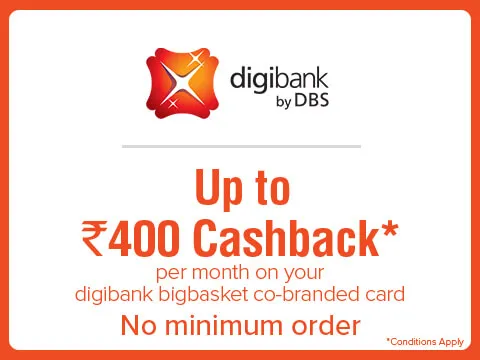 digibank
by DBS
Up to
₹400 Cashback*
per month on your
digibank bigbasket co-branded card
No minimum order
*Conditions Apply